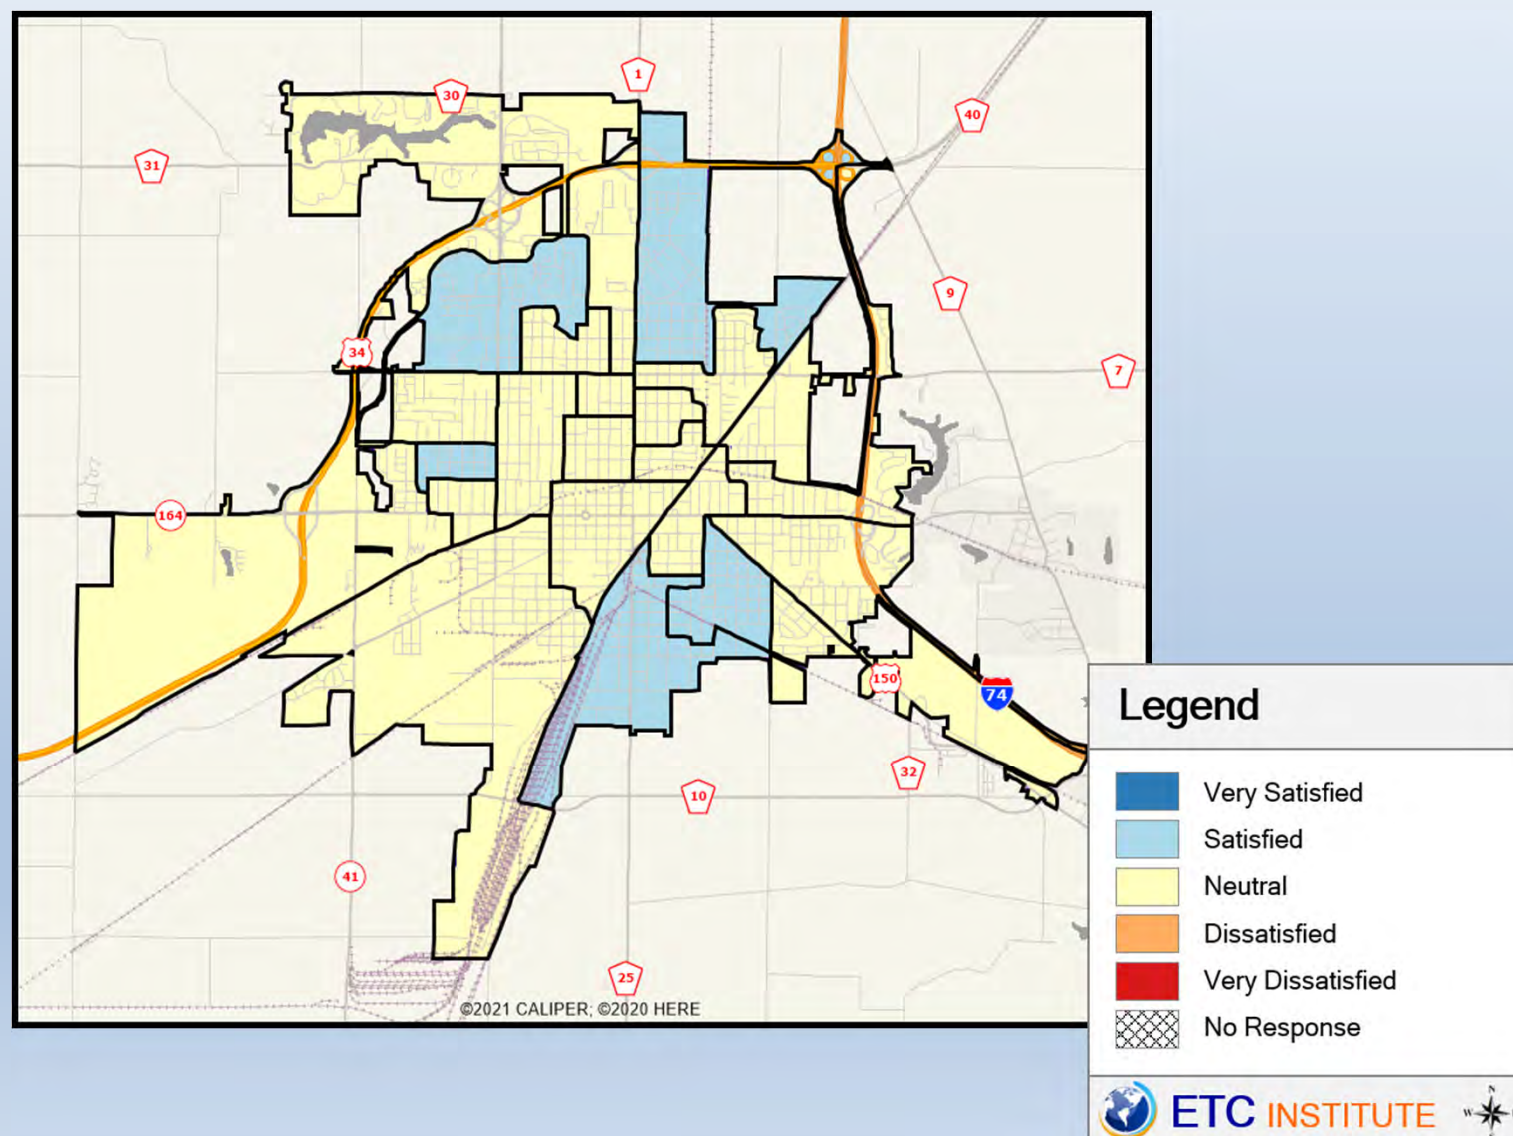 1
30
40
31
9
34
7
164
150
74
32
10
41
25
©2021 CALIPER; ©2020 HERE
Legend
Very Satisfied
Satisfied
Neutral
Dissatisfied
Very Dissatisfied
No Response
ETC INSTITUTE
N
W